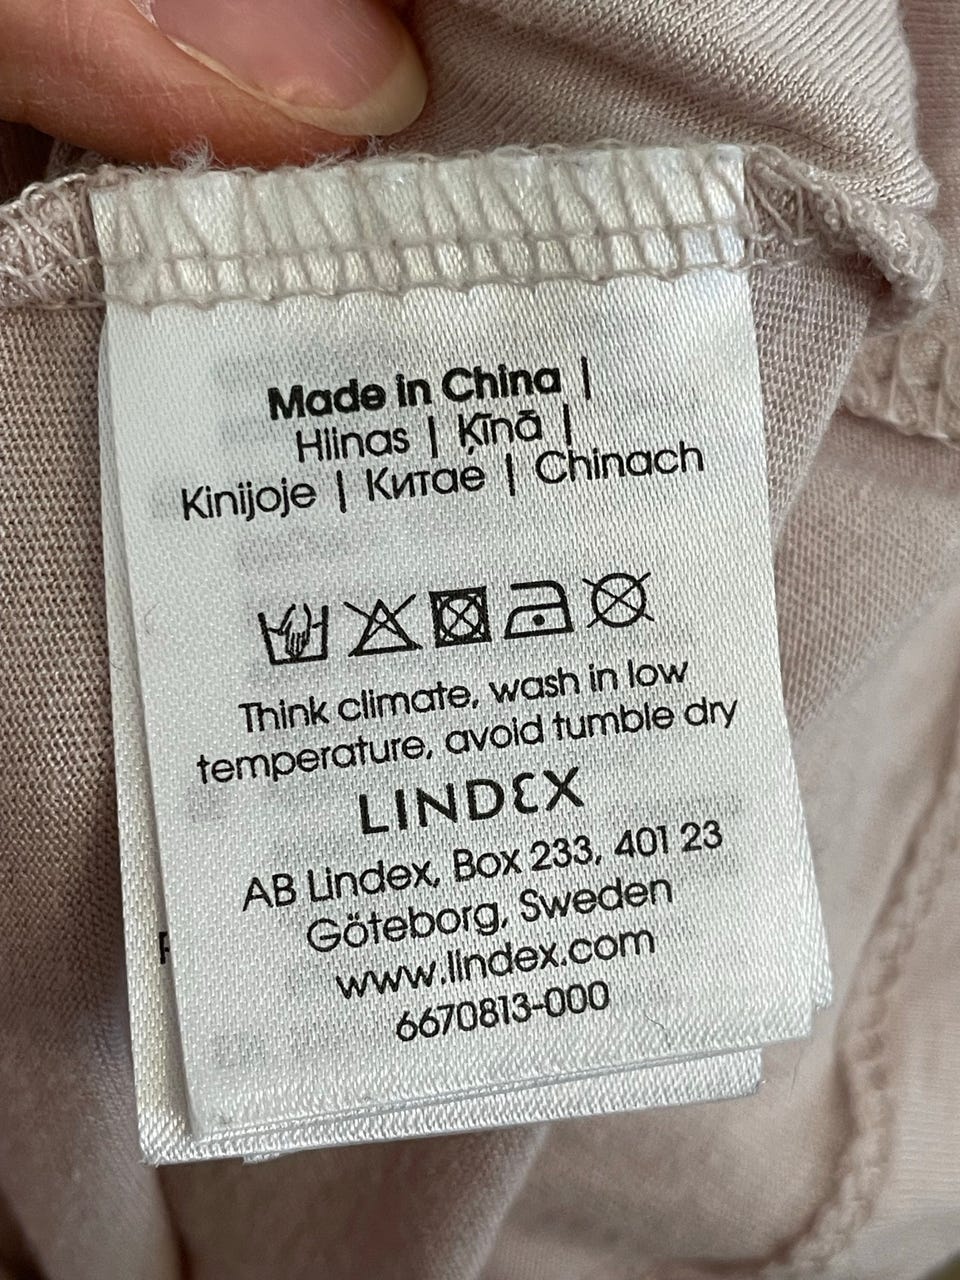 Made in China |
Hiinas | Ķīnā |
Kinijoje | Китае | Chinach
Think climate, wash in low
temperature, avoid tumble dry
LINDEX
AB Lindex, Box 233, 401 23
Göteborg, Sweden
www.lindex.com
6670813-000